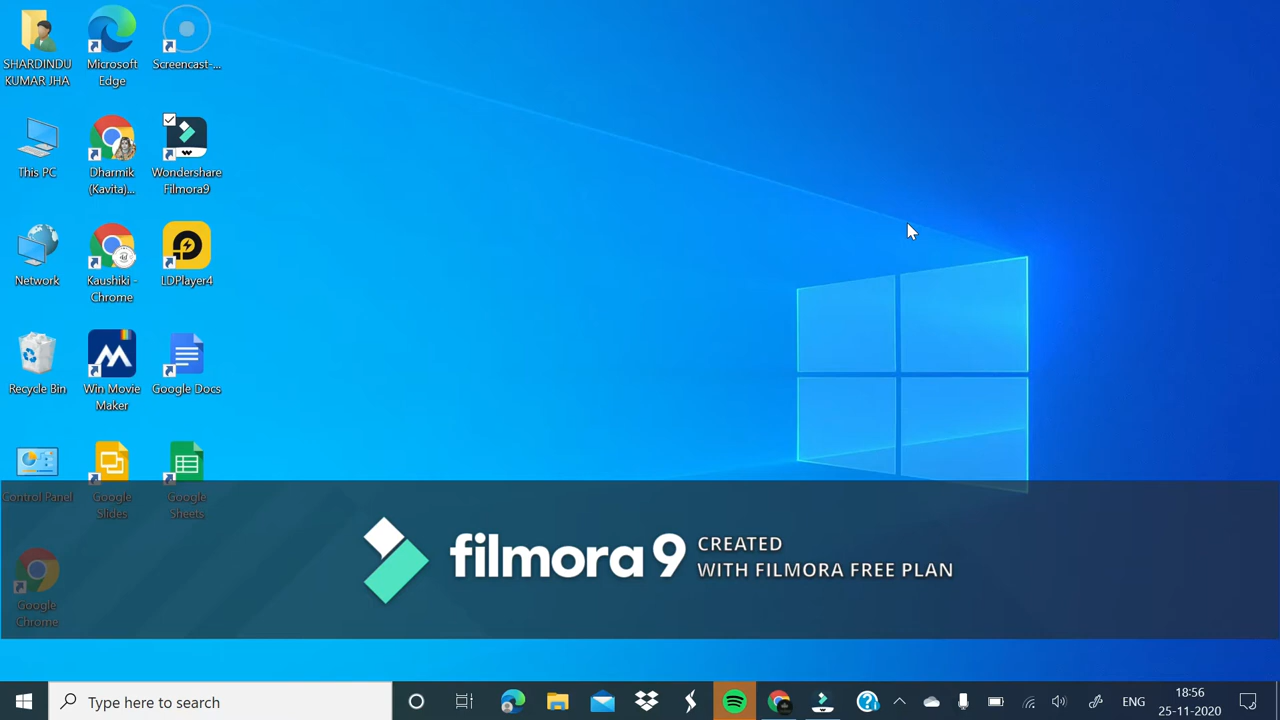 SHARDINDU
KUMAR JHA
Microsoft
Edge
Screencast-...
This PC
Dharmik
(Kavita)...
Wondershare
Filmora9
Network
Kaushiki -
Chrome
LDPlayer4
Recycle Bin
Win Movie
Maker
Google Docs
Control Panel
Google
Slides
Google
Sheets
Google
Chrome
filmora9
CREATED
WITH FILMORA FREE PLAN
Type here to search
ENG
18:56
25-11-2020